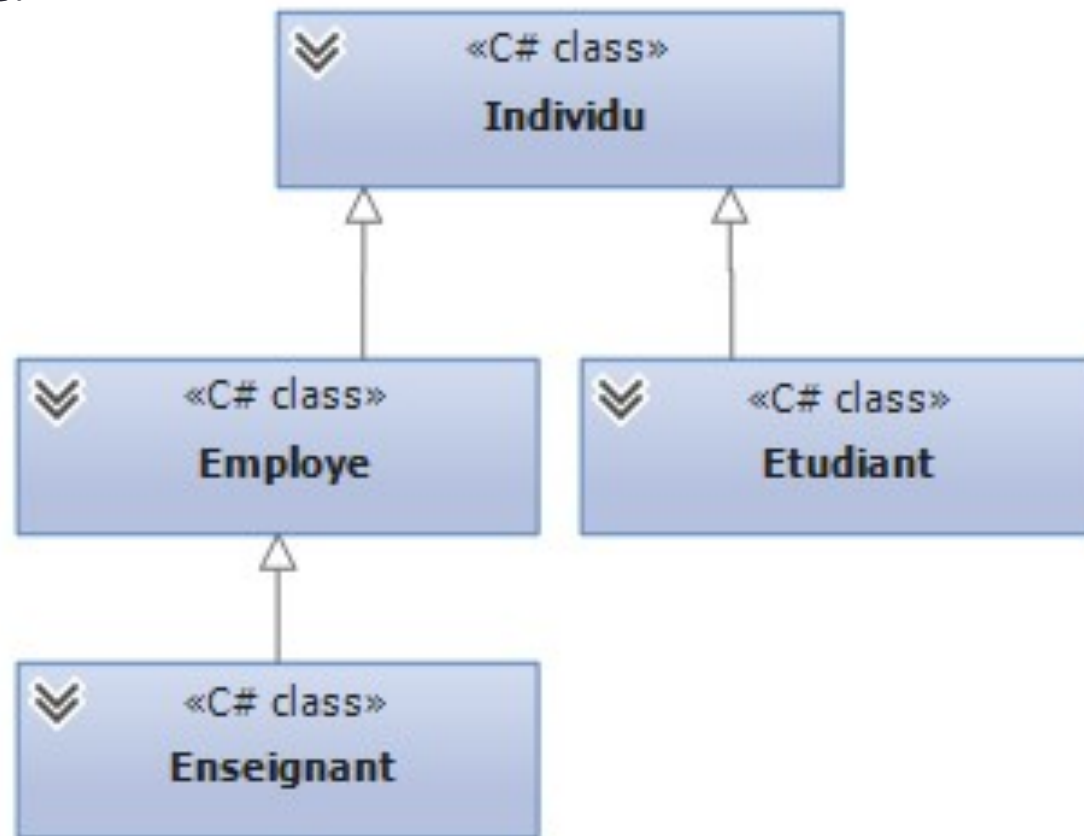 «C# class»
Individu
«C# class»
Employe
«C# class»
Etudiant
«C# class»
Enseignant